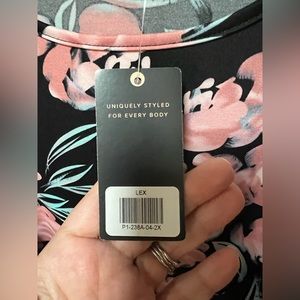 UNIQUELY STYLED
FOR EVERY BODY
LEX
P1-238A-04-2X